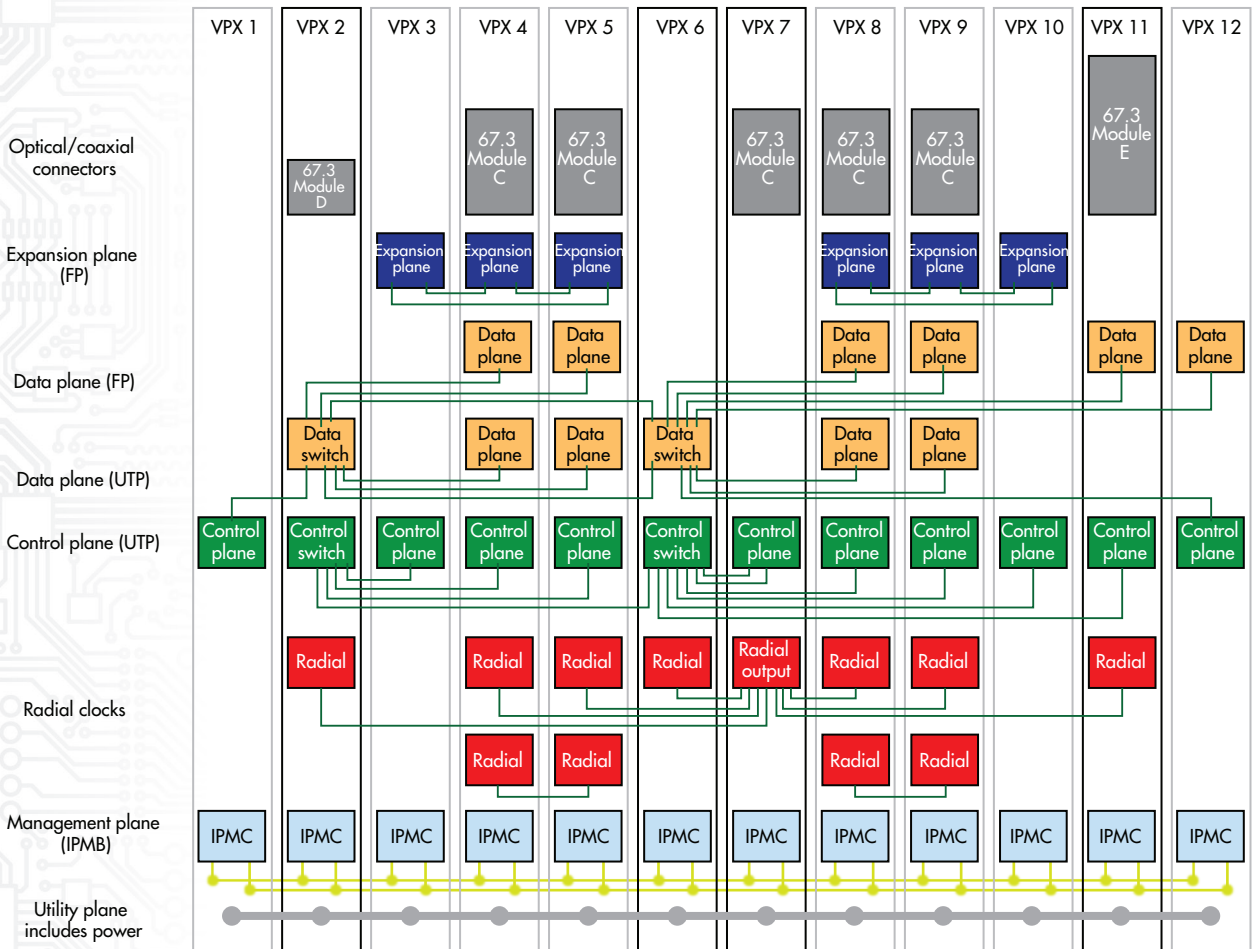 VPX 1 VPX 2 VPX 3 VPX 4 VPX 5 VPX 6 VPX 7 VPX 8 VPX 9 VPX 10 VPX 11 VPX 12
Optical/coaxial
connectors
67.3
Module
D
67.3
Module
C
67.3
Module
C
67.3
Module
C
67.3
Module
C
67.3
Module
C
67.3
Module
E
Expansion plane
(FP)
Expansion
plane
Expansion
plane
Expansion
plane
Expansion
plane
Expansion
plane
Expansion
plane
Data plane (FP)
Data
plane
Data
plane
Data
plane
Data
plane
Data
plane
Data
plane
Data plane (UTP)
Data
switch
Data
plane
Data
plane
Data
switch
Data
plane
Data
plane
Control plane (UTP)
Control
plane
Control
switch
Control
plane
Control
plane
Control
plane
Control
switch
Control
plane
Control
plane
Control
plane
Control
plane
Control
plane
Control
plane
Radial clocks
Radial
Radial
Radial
Radial
Radial
output
Radial
Radial
Radial
Radial
Radial
Radial
Radial
Management plane
(IPMB)
IPMC IPMC IPMC IPMC IPMC IPMC IPMC IPMC IPMC IPMC IPMC IPMC
Utility plane
includes power